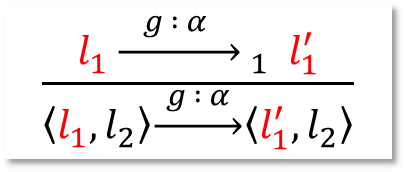 l₁ —g : α→ ₁ l₁′
⟨l₁, l₂⟩ —g : α→ ⟨l₁′, l₂⟩